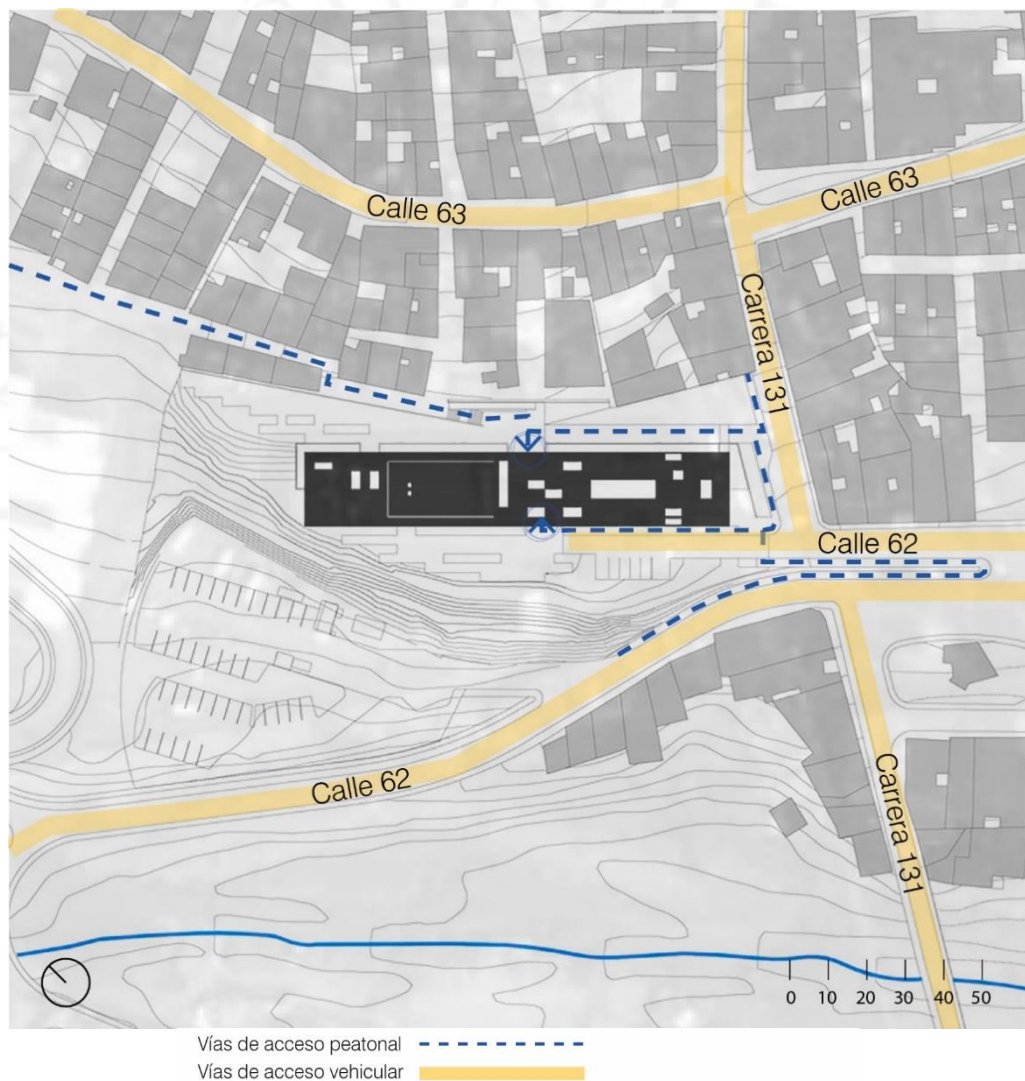 Calle 63
Calle 63
Carrera 131
Calle 62
Calle 62
Carrera 131
0 10 20 30 40 50
Vías de acceso peatonal
Vías de acceso vehicular